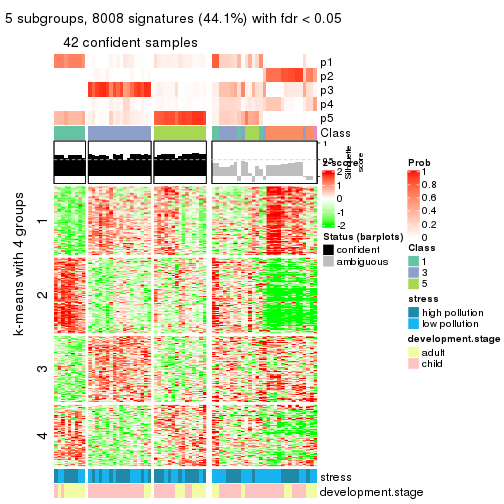 5 subgroups, 8008 signatures (44.1%) with fdr < 0.05
42 confident samples
p1
p2
p3
p4
p5
Class
1
0.5
Silhouette
score
z-score
2
1
0
-1
-2
Prob
1
0.8
0.6
0.4
0.2
0
Status (barplots)
confident
ambiguous
Class
1
3
5
stress
high pollution
low pollution
development.stage
adult
child
k-means with 4 groups
1
2
3
4
stress
development.stage